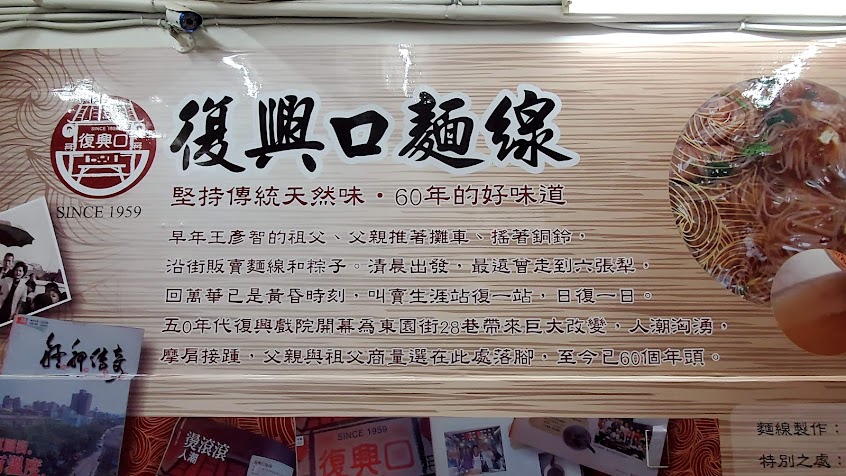 復興口麵線
SINCE 1959
復興口
SINCE 1959
堅持傳統天然味・60年的好味道
早年王彥智的祖父、父親推著攤車、搖著銅鈴,
沿街販賣麵線和粽子。清晨出發,最遠曾走到六張犁,
回萬華已是黃昏時刻,叫賣生涯站復一站,日復一日。
五0年代復興戲院開幕為東園街28巷帶來巨大改變,人潮洶湧,
摩肩接踵,父親與祖父商量選在此處落腳,至今已60個年頭。
燙滾滾
人潮
SINCE 1959
復興口
麵線製作:
特別之處: